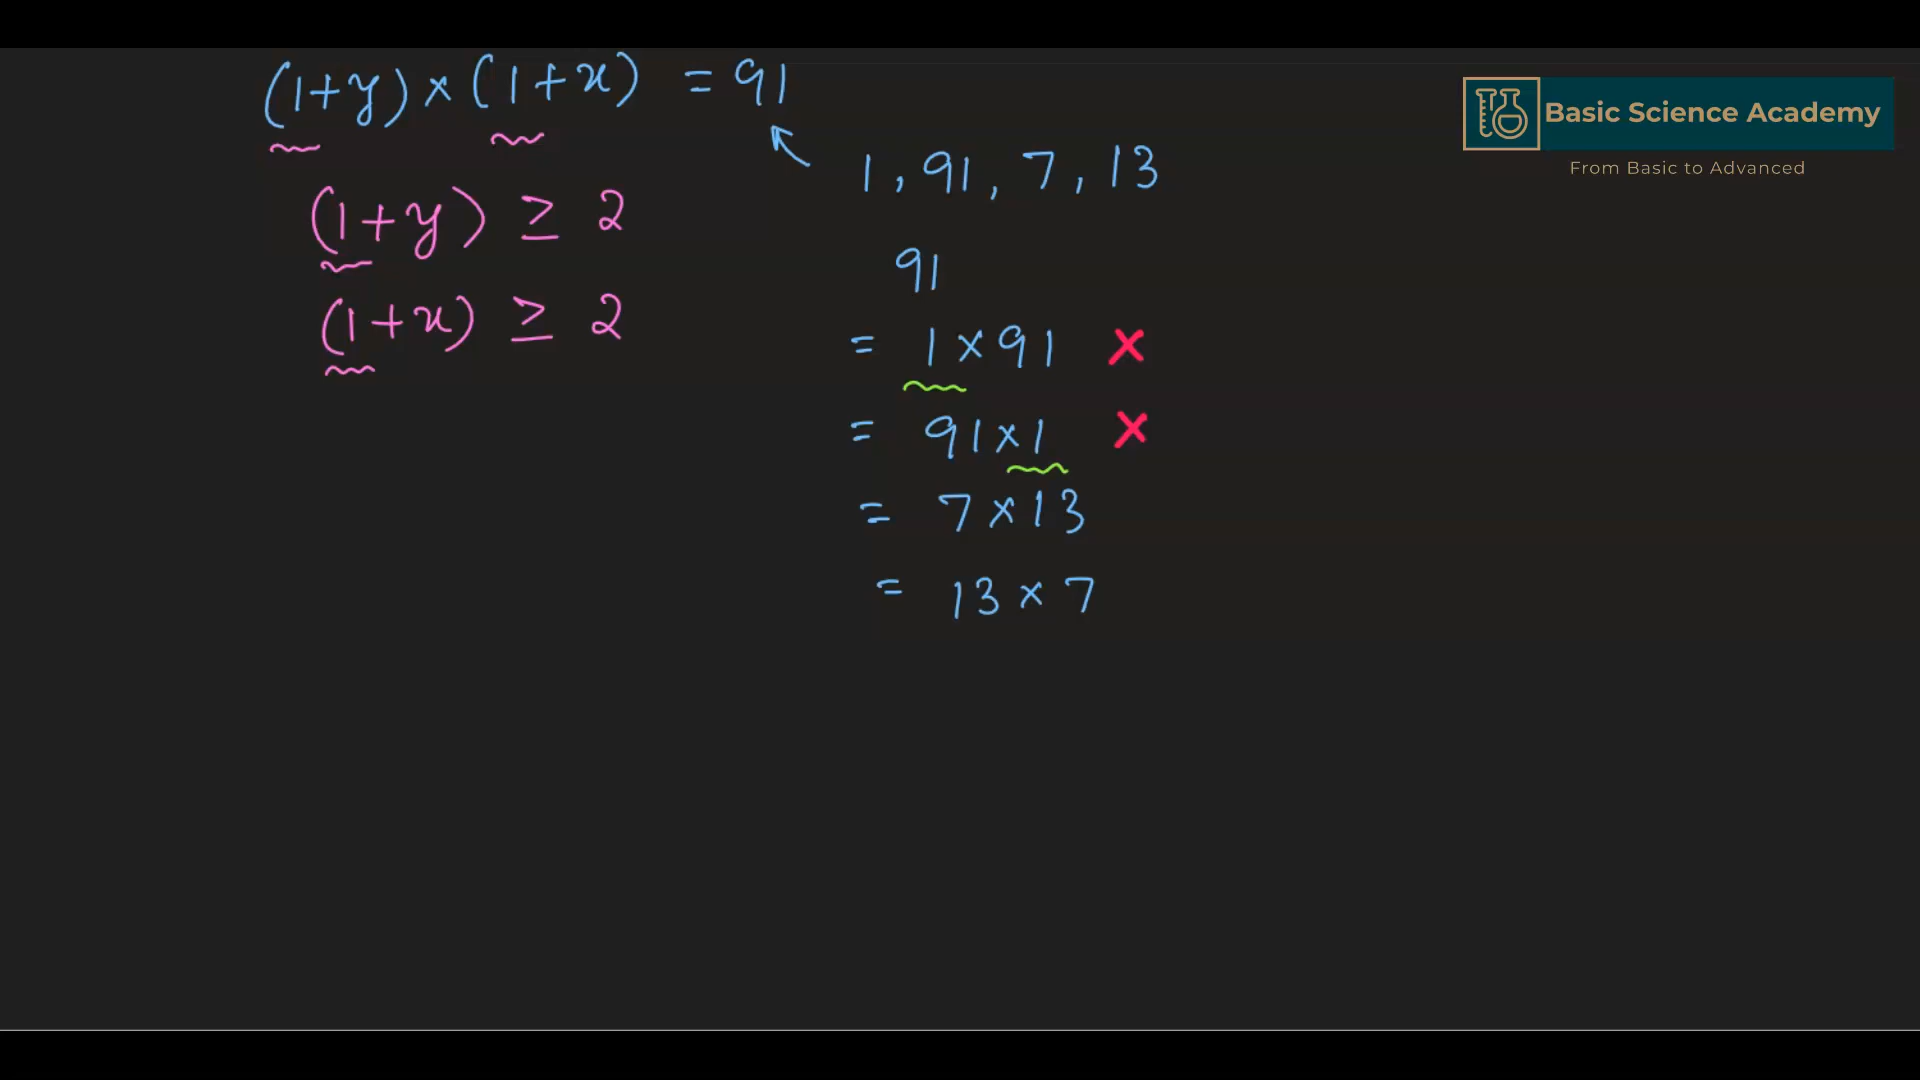 (1+y) × (1+x) = 91
1, 91, 7, 13
(1+y) ≥ 2
(1+x) ≥ 2
91
= 1 × 91 ×
= 91 × 1 ×
= 7 × 13
= 13 × 7
Basic Science Academy
From Basic to Advanced